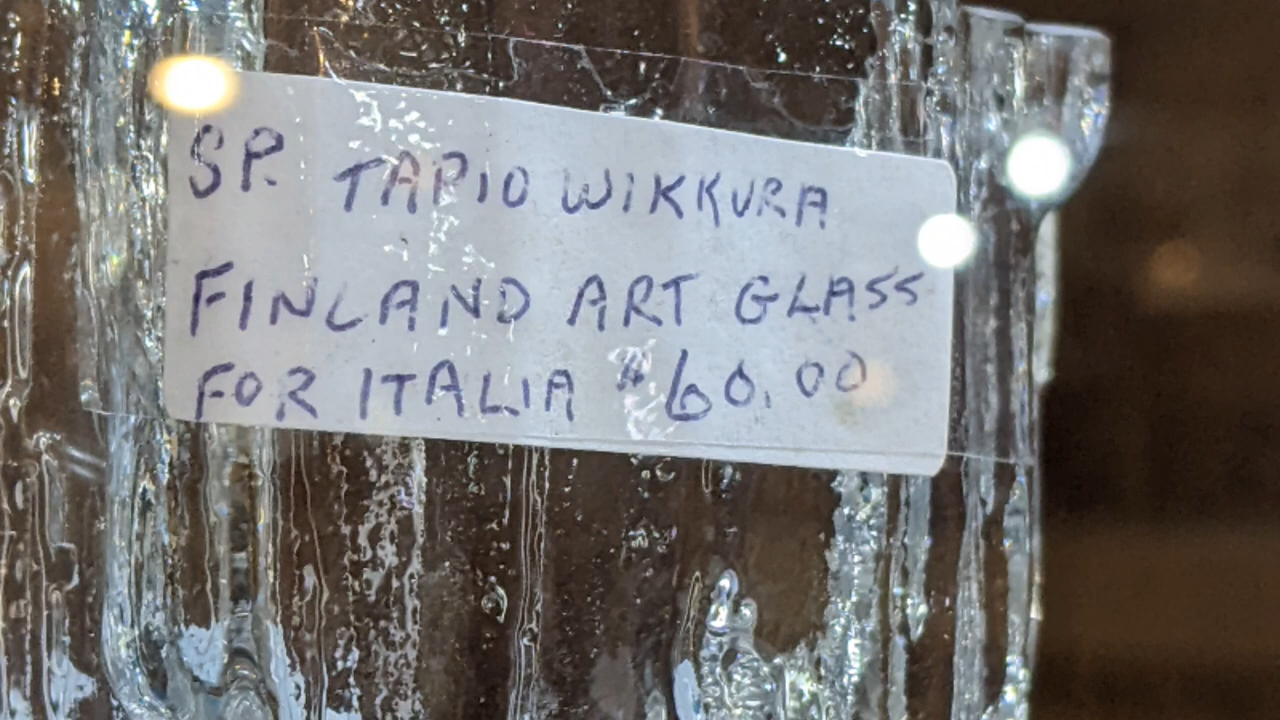 SP. TAPIO WIKKURA
FINLAND ART GLASS
FOR ITALIA $60.00